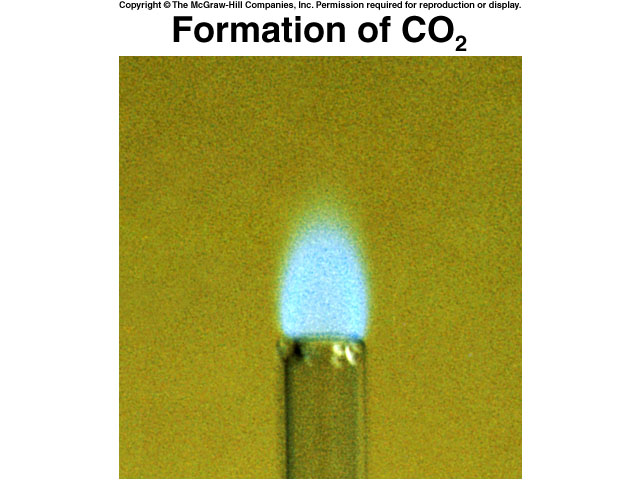 Copyright © The McGraw-Hill Companies, Inc. Permission required for reproduction or display.
Formation of CO₂